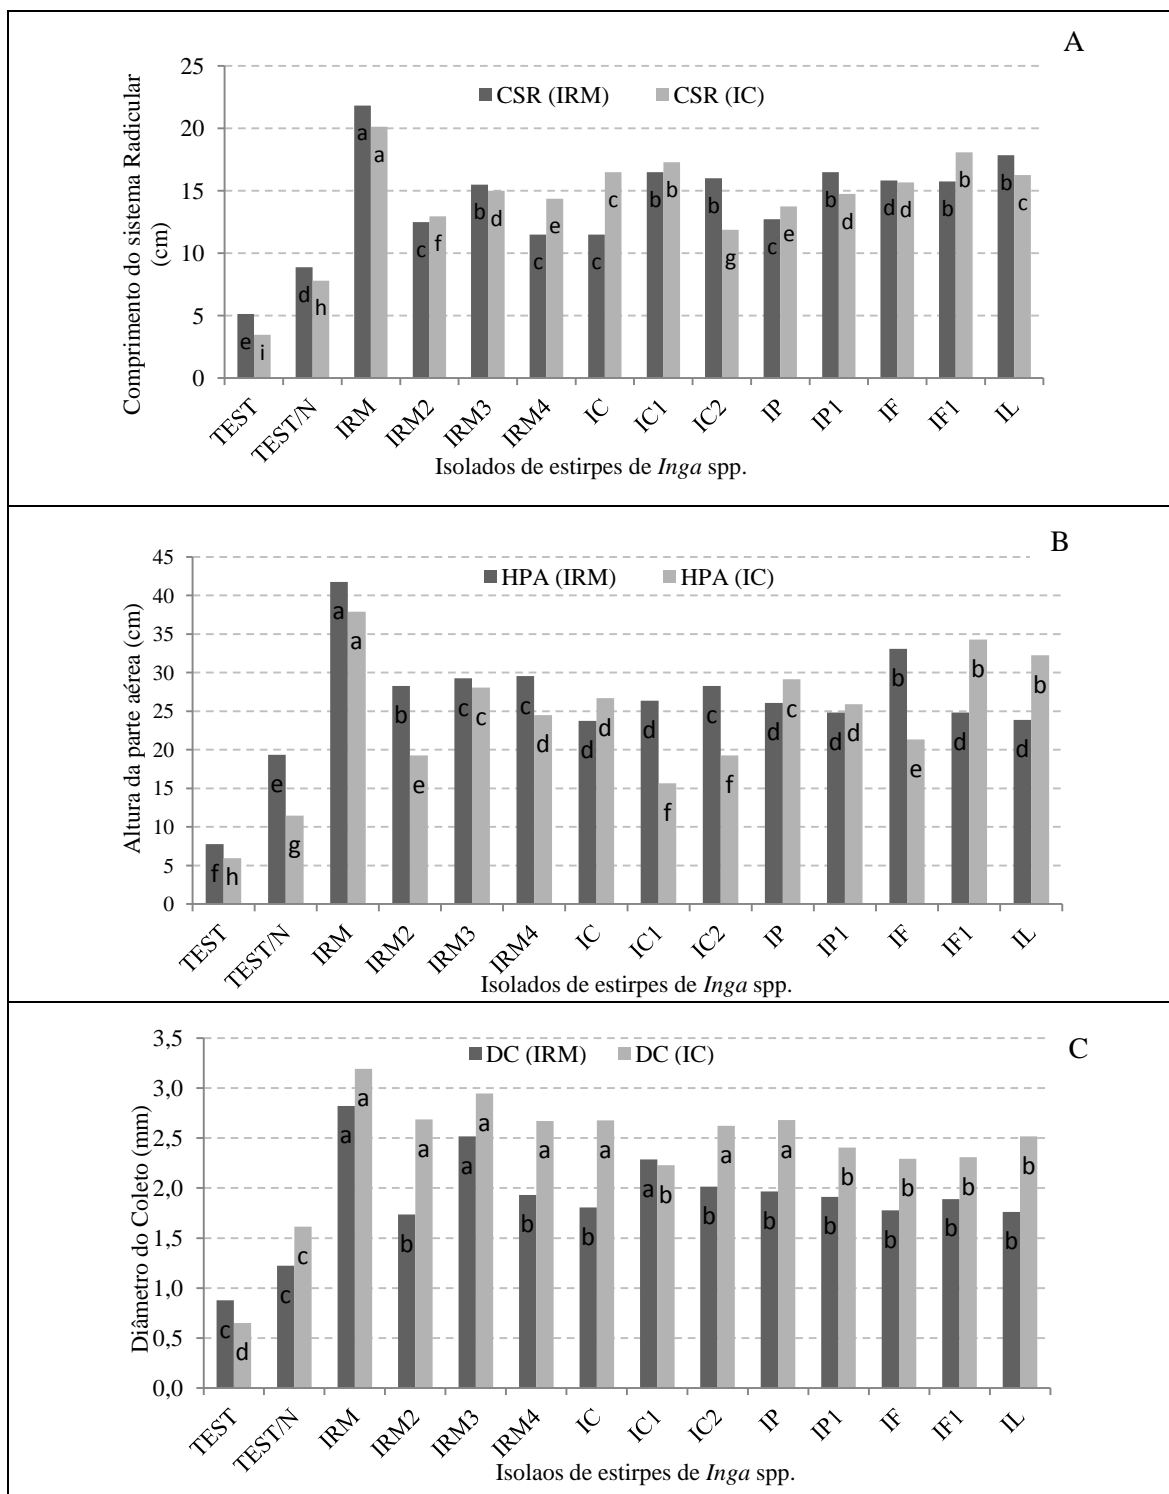 A
Comprimento do sistema Radicular
(cm)
25
20
15
10
5
0
CSR (IRM) CSR (IC)
e i d h a a c f b d c e c c b b b g c e b d d d b b b c
TEST TEST/N IRM IRM2 IRM3 IRM4 IC IC1 IC2 IP IP1 IF IF1 IL
Isolados de estirpes de Inga spp.
B
Altura da parte aérea (cm)
45
40
35
30
25
20
15
10
5
0
HPA (IRM) HPA (IC)
f h e g a a b e c c c d d d d f c f d c d d b e d b d b
TEST TEST/N IRM IRM2 IRM3 IRM4 IC IC1 IC2 IP IP1 IF IF1 IL
Isolados de estirpes de Inga spp.
C
Diâmetro do Coleto (mm)
3,5
3,0
2,5
2,0
1,5
1,0
0,5
0,0
DC (IRM) DC (IC)
c d c c a a b a a a b a b a a b b a b a b b b b b b b b
TEST TEST/N IRM IRM2 IRM3 IRM4 IC IC1 IC2 IP IP1 IF IF1 IL
Isolaos de estirpes de Inga spp.